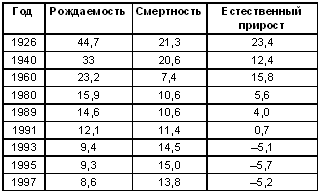 Год Рождаемость Смертность Естественный прирост
1926 44,7 21,3 23,4
1940 33 20,6 12,4
1960 23,2 7,4 15,8
1980 15,9 10,6 5,6
1989 14,6 10,6 4,0
1991 12,1 11,4 0,7
1993 9,4 14,5 –5,1
1995 9,3 15,0 –5,7
1997 8,6 13,8 –5,2